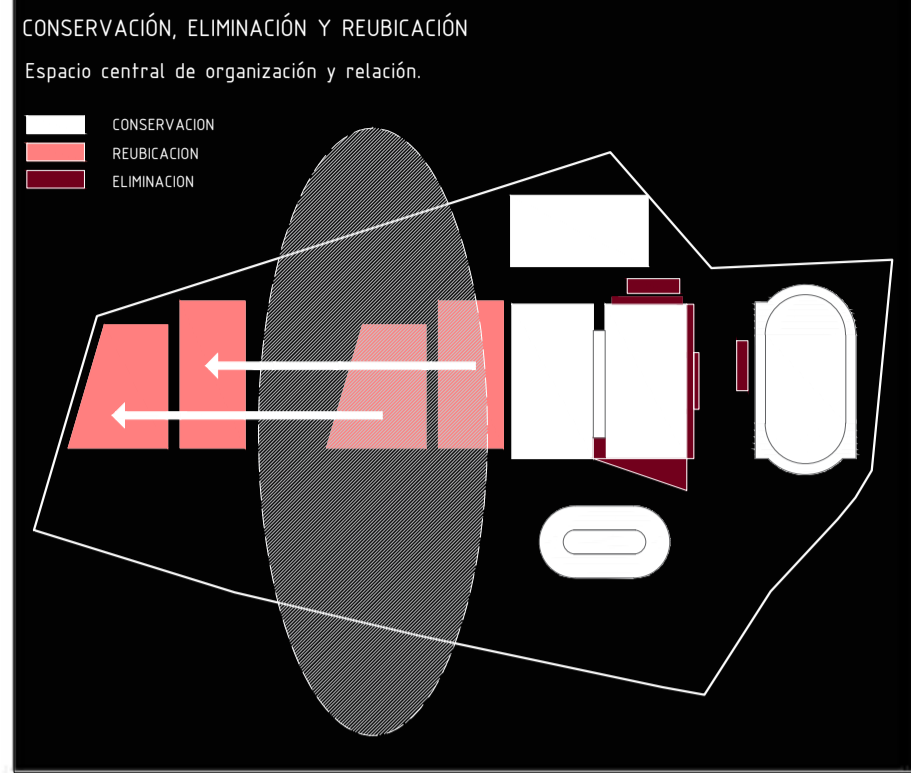 CONSERVACIÓN, ELIMINACIÓN Y REUBICACIÓN
Espacio central de organización y relación.
CONSERVACION
REUBICACION
ELIMINACION